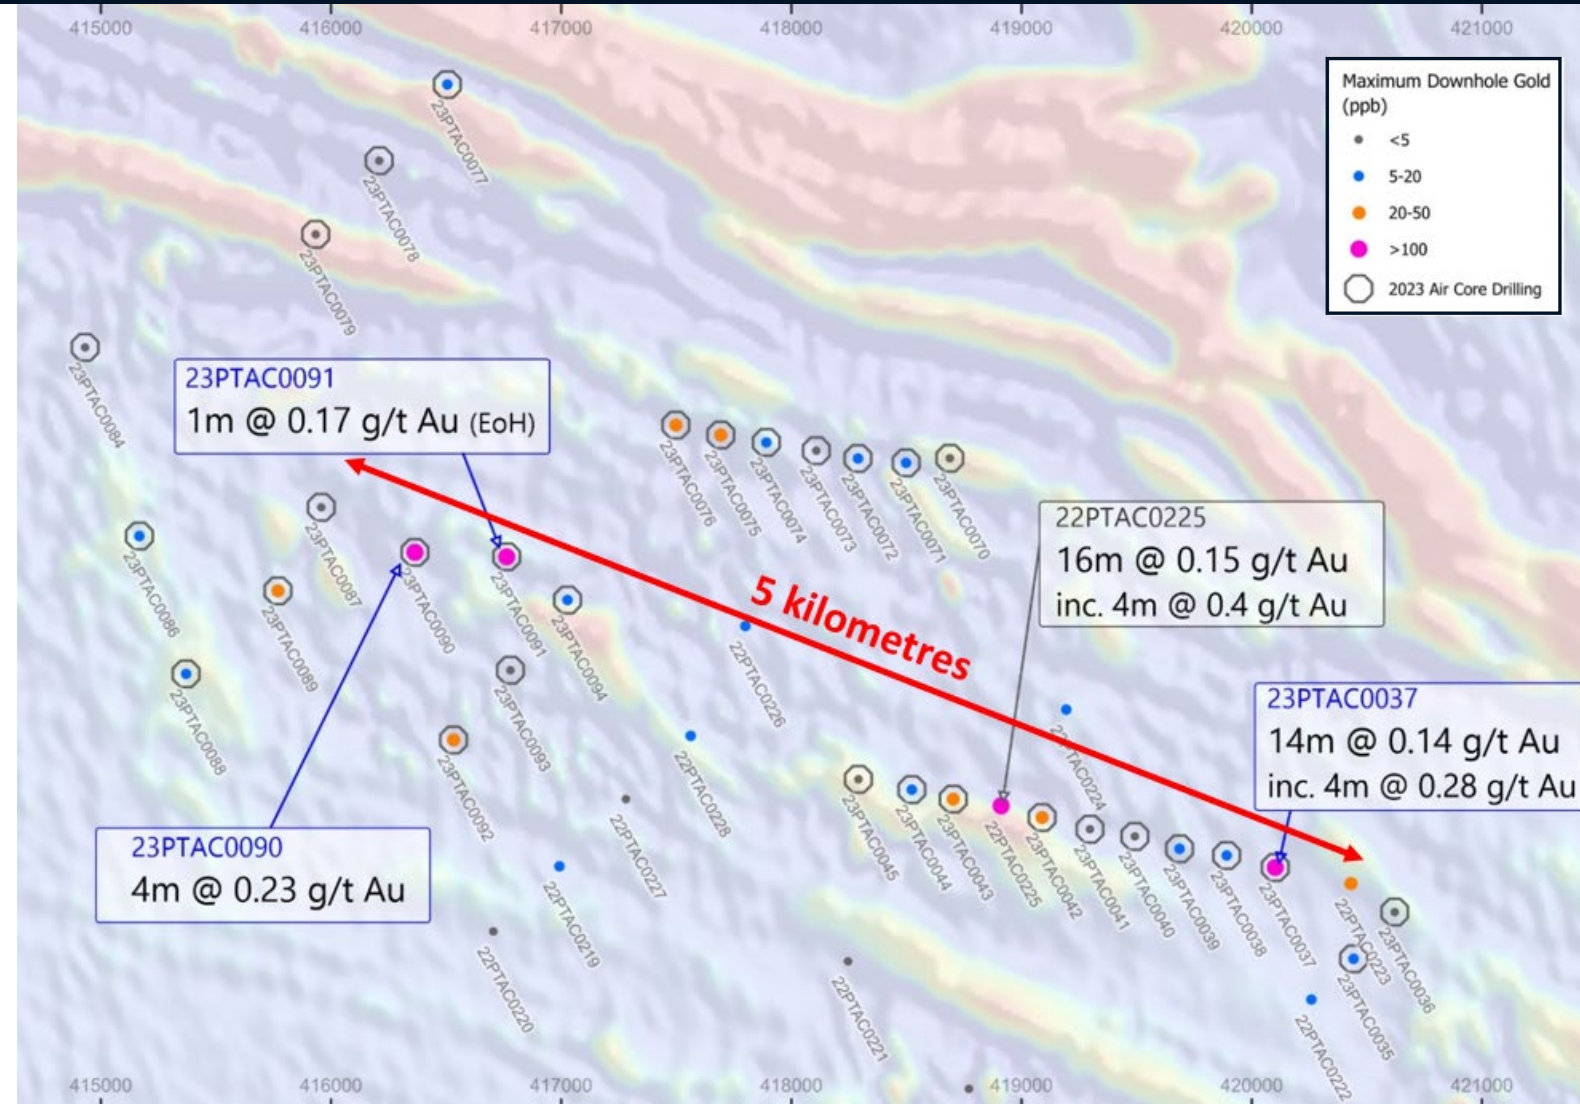 415000 416000 417000 418000 419000 420000 421000
Maximum Downhole Gold
(ppb)
<5
5-20
20-50
>100
2023 Air Core Drilling
23PTAC0077
23PTAC0078
23PTAC0079
23PTAC0084
23PTAC0091
1m @ 0.17 g/t Au (EoH)
23PTAC0076
23PTAC0075
23PTAC0074
23PTAC0073
23PTAC0072
23PTAC0071
23PTAC0070
22PTAC0225
16m @ 0.15 g/t Au
inc. 4m @ 0.4 g/t Au
5 kilometres
23PTAC0086
23PTAC0087
23PTAC0089
23PTAC0090
23PTAC0091
23PTAC0094
23PTAC0088
23PTAC0093
23PTAC0092
22PTAC0226
22PTAC0228
22PTAC0224
23PTAC0037
14m @ 0.14 g/t Au
inc. 4m @ 0.28 g/t Au
23PTAC0090
4m @ 0.23 g/t Au
22PTAC0227
22PTAC0219
22PTAC0220
23PTAC0045
23PTAC0044
23PTAC0043
22PTAC0225
23PTAC0042
23PTAC0041
23PTAC0040
23PTAC0039
23PTAC0038
23PTAC0037
22PTAC0223
23PTAC0036
23PTAC0035
22PTAC0222
22PTAC0221
415000 416000 417000 418000 419000 420000 421000